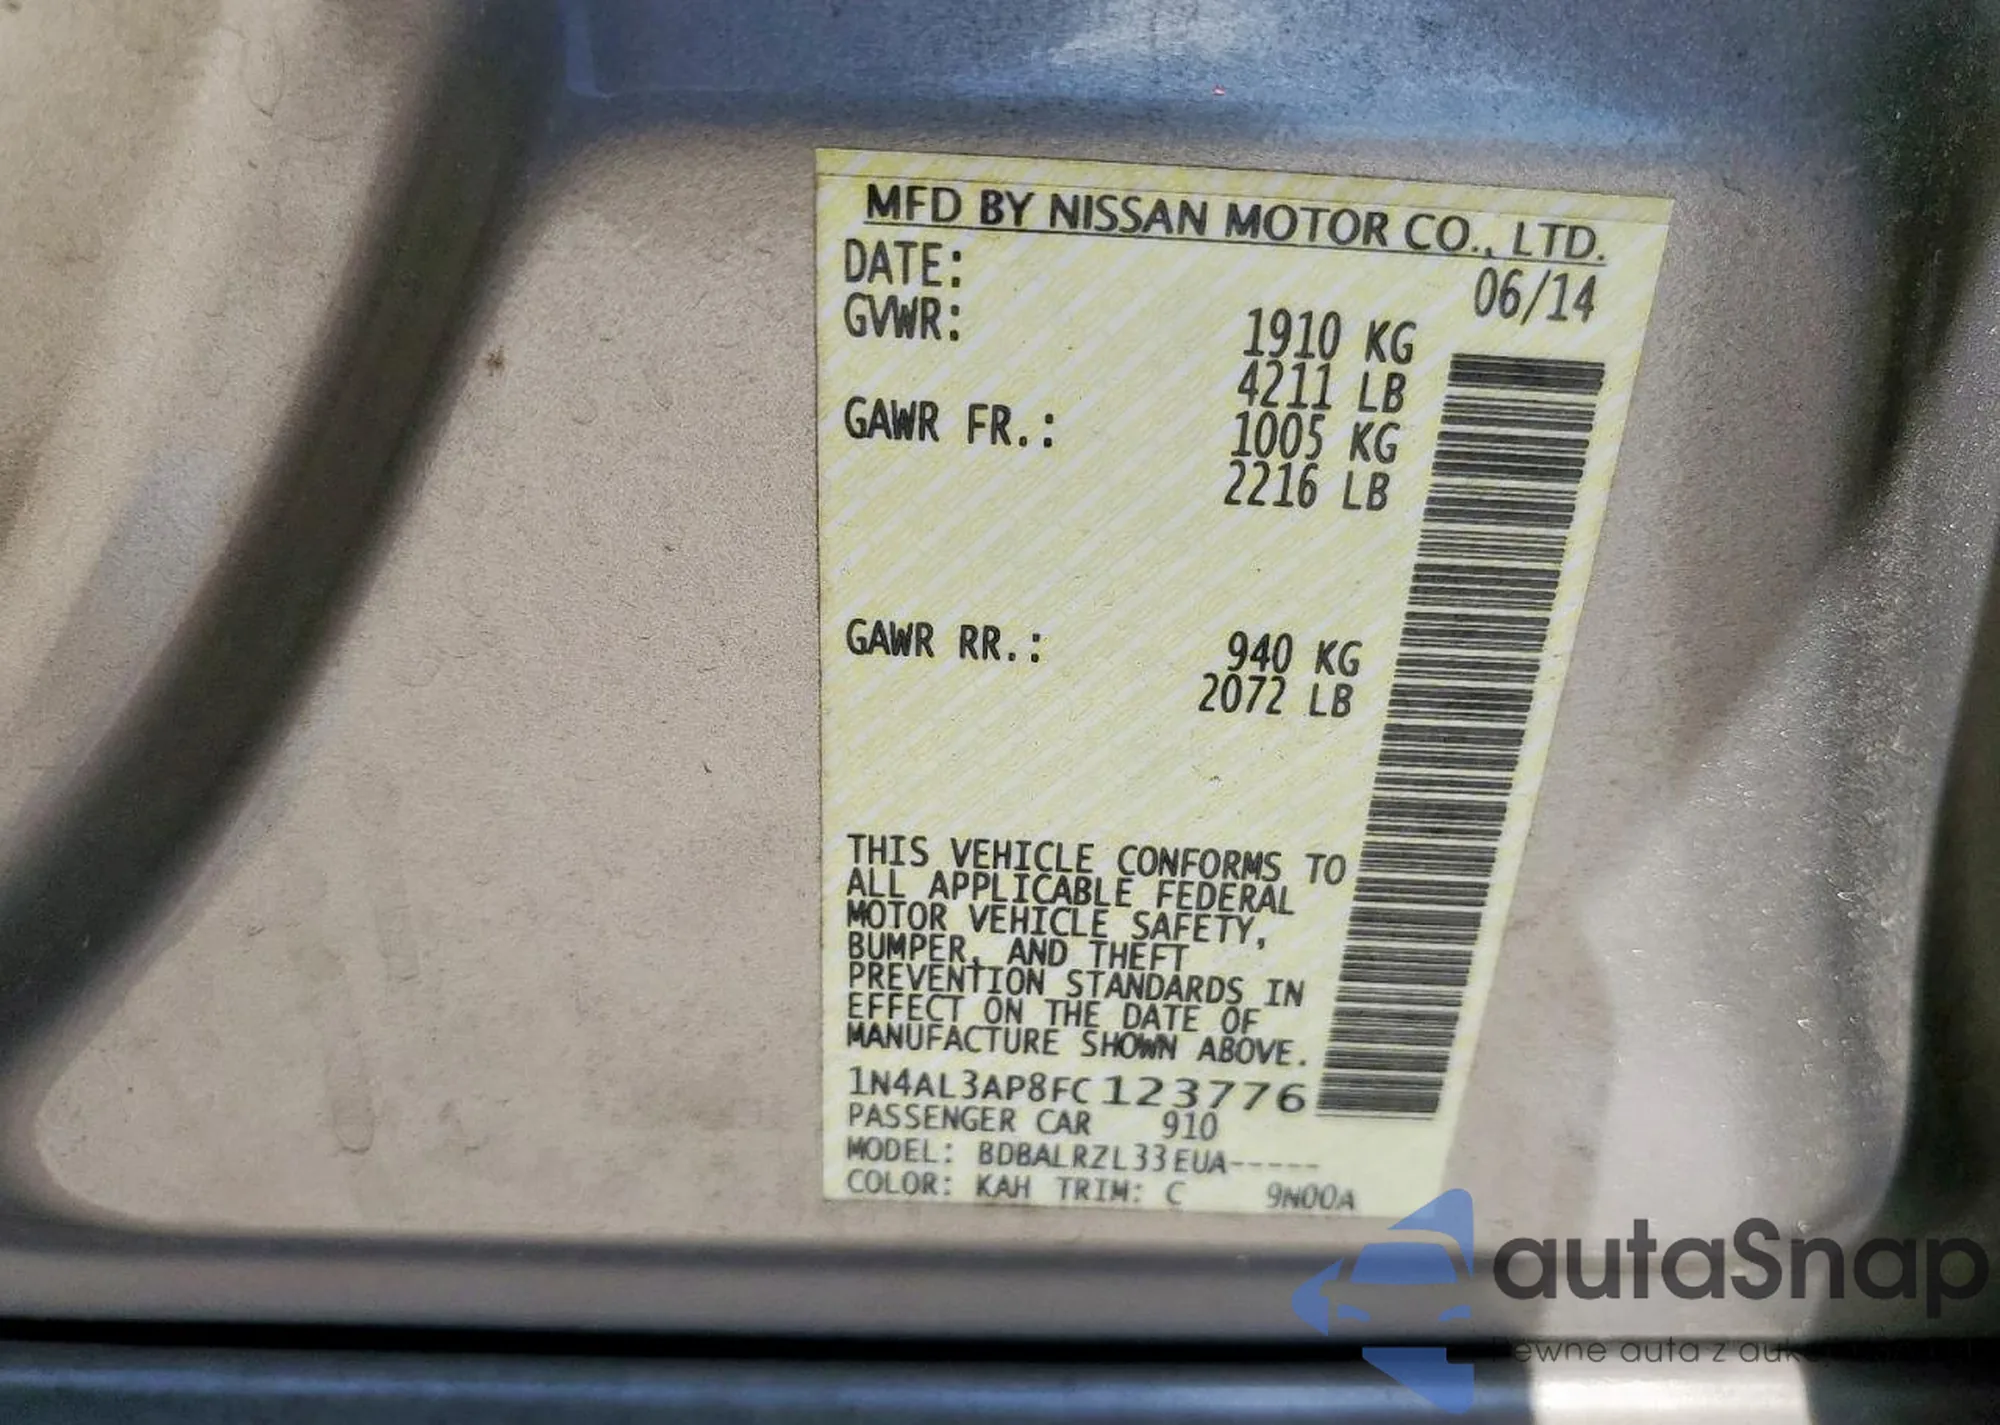 MFD BY NISSAN MOTOR CO., LTD.
DATE: 06/14
GVWR: 1910 KG
4211 LB
GAWR FR.: 1005 KG
2216 LB
GAWR RR.: 940 KG
2072 LB
THIS VEHICLE CONFORMS TO
ALL APPLICABLE FEDERAL
MOTOR VEHICLE SAFETY,
BUMPER, AND THEFT
PREVENTION STANDARDS IN
EFFECT ON THE DATE OF
MANUFACTURE SHOWN ABOVE.
1N4AL3AP8FC123776
PASSENGER CAR 910
MODEL: BDBALRZL33EUA-----
COLOR: KAH TRIM: C 9N00A
autaSnap
Pewne auta z